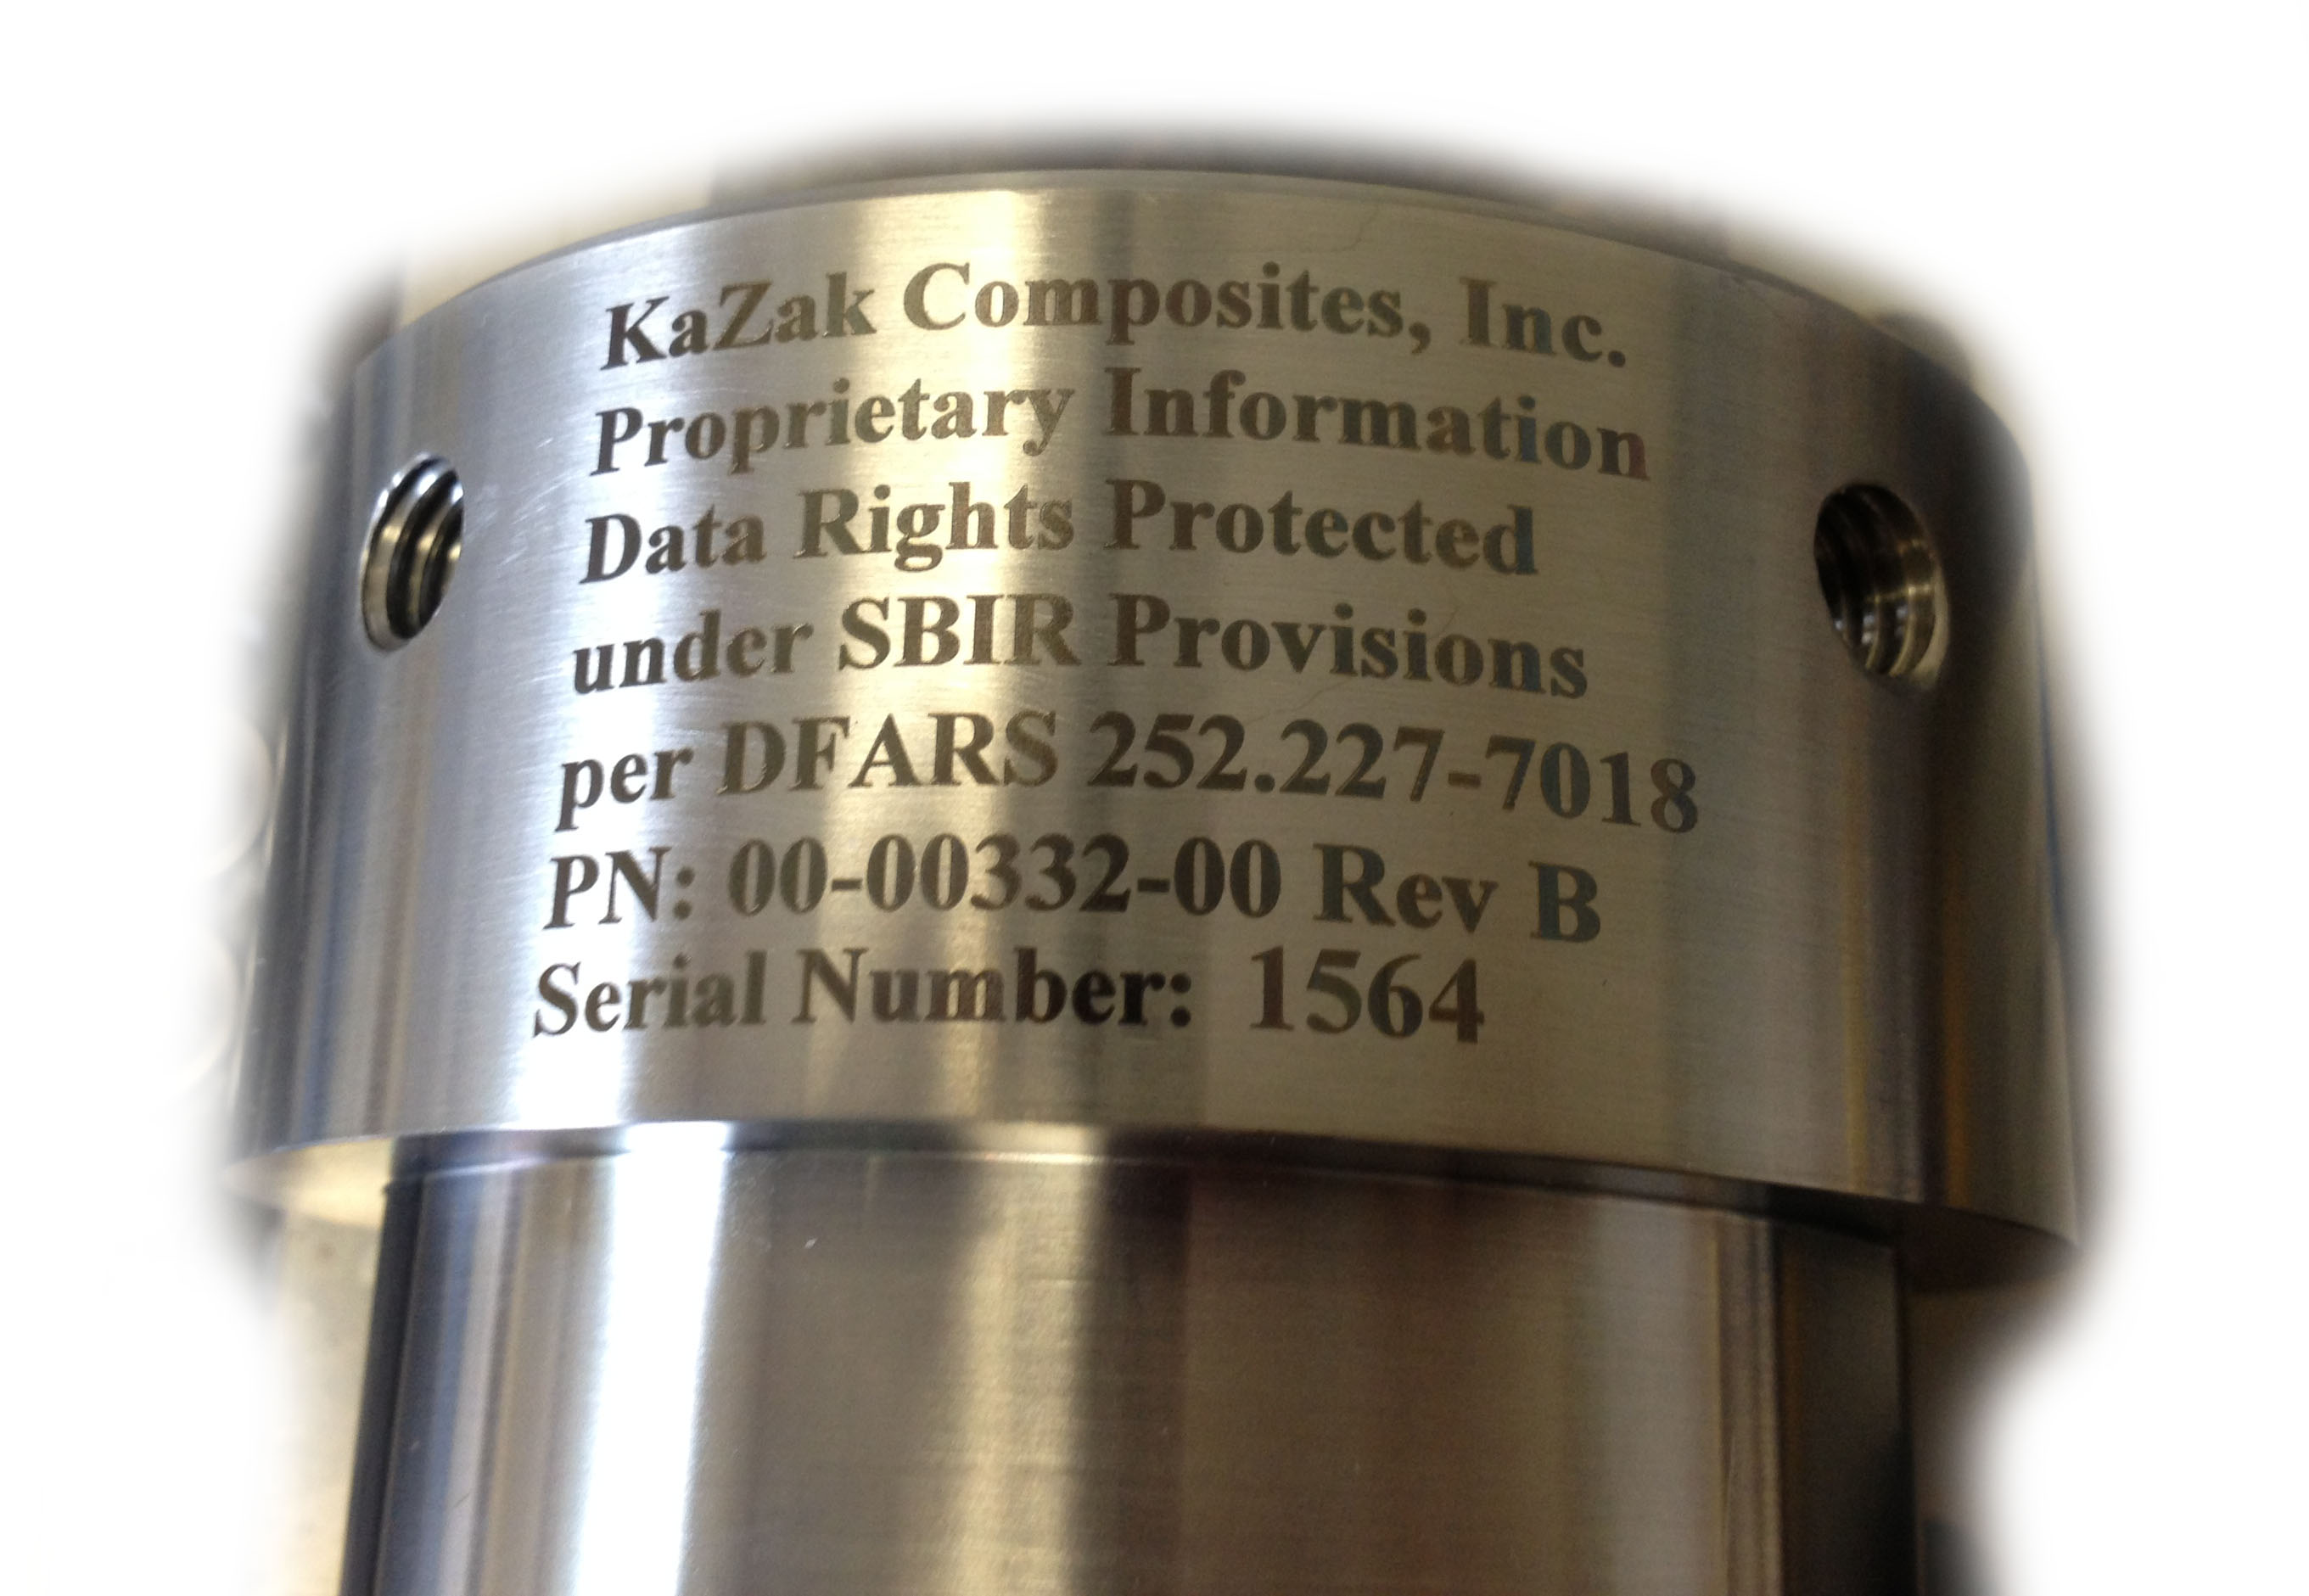 KaZak Composites, Inc.
Proprietary Information
Data Rights Protected
under SBIR Provisions
per DFARS 252.227-7018
PN: 00-00332-00 Rev B
Serial Number: 1564